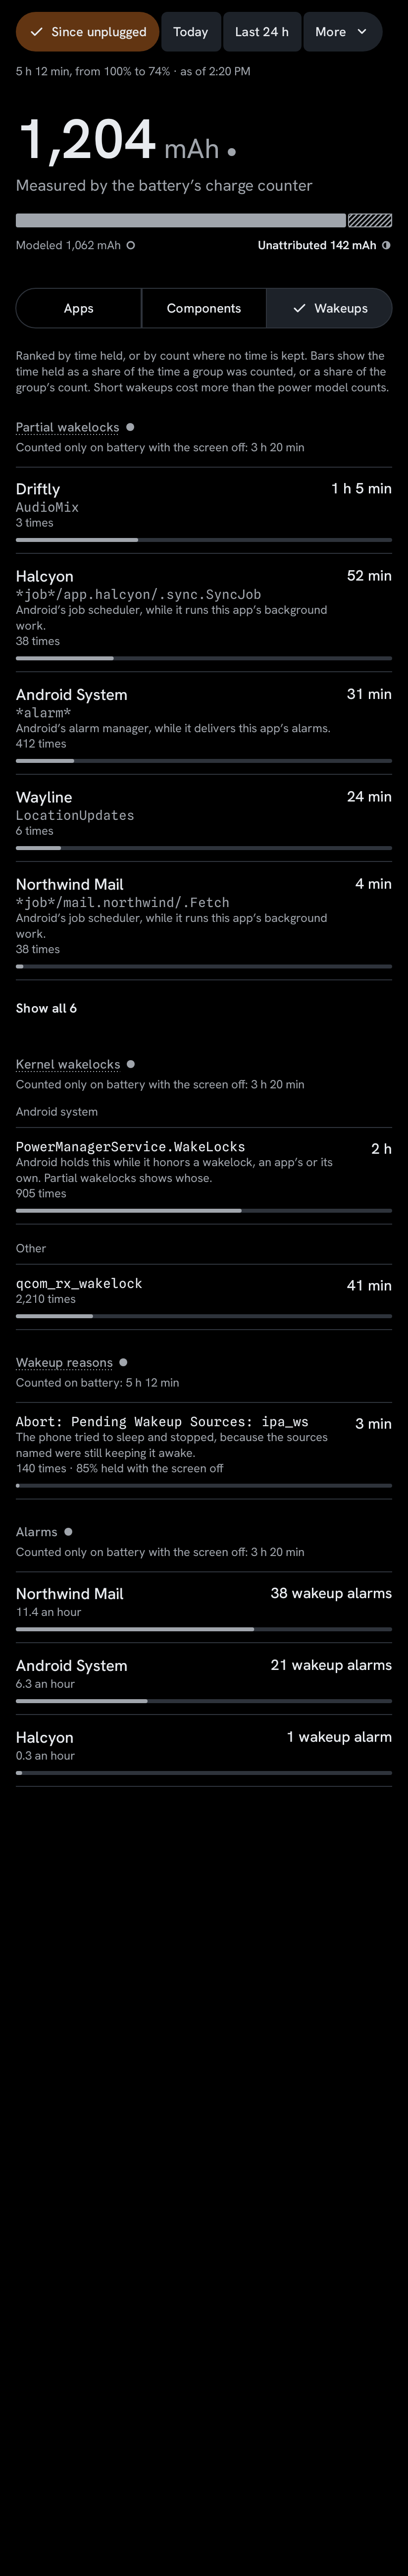 Since unplugged
Today
Last 24 h
More
5 h 12 min, from 100% to 74% · as of 2:20 PM
1,204 mAh
Measured by the battery’s charge counter
Modeled 1,062 mAh
Unattributed 142 mAh
Apps
Components
Wakeups
Ranked by time held, or by count where no time is kept. Bars show the
time held as a share of the time a group was counted, or a share of the
group’s count. Short wakeups cost more than the power model counts.
Partial wakelocks
Counted only on battery with the screen off: 3 h 20 min
Driftly
1 h 5 min
AudioMix
3 times
Halcyon
52 min
*job*/app.halcyon/.sync.SyncJob
Android’s job scheduler, while it runs this app’s background
work.
38 times
Android System
31 min
*alarm*
Android’s alarm manager, while it delivers this app’s alarms.
412 times
Wayline
24 min
LocationUpdates
6 times
Northwind Mail
4 min
*job*/mail.northwind/.Fetch
Android’s job scheduler, while it runs this app’s background
work.
38 times
Show all 6
Kernel wakelocks
Counted only on battery with the screen off: 3 h 20 min
Android system
PowerManagerService.WakeLocks
2 h
Android holds this while it honors a wakelock, an app’s or its
own. Partial wakelocks shows whose.
905 times
Other
qcom_rx_wakelock
41 min
2,210 times
Wakeup reasons
Counted on battery: 5 h 12 min
Abort: Pending Wakeup Sources: ipa_ws
3 min
The phone tried to sleep and stopped, because the sources
named were still keeping it awake.
140 times · 85% held with the screen off
Alarms
Counted only on battery with the screen off: 3 h 20 min
Northwind Mail
38 wakeup alarms
11.4 an hour
Android System
21 wakeup alarms
6.3 an hour
Halcyon
1 wakeup alarm
0.3 an hour